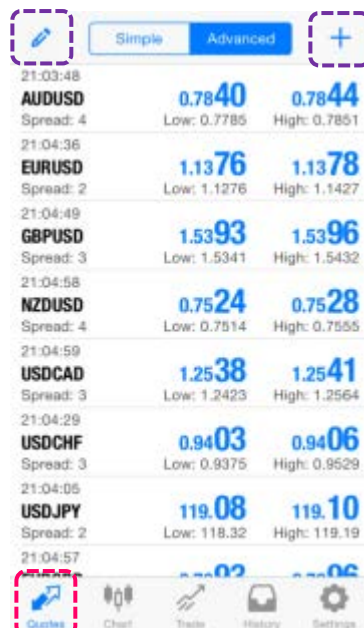 Simple Advanced
21:03:48
AUDUSD 0.7840 0.7844
Spread: 4 Low: 0.7785 High: 0.7851
21:04:36
EURUSD 1.1376 1.1378
Spread: 2 Low: 1.1276 High: 1.1427
21:04:49
GBPUSD 1.5393 1.5396
Spread: 3 Low: 1.5341 High: 1.5432
21:04:58
NZDUSD 0.7524 0.7528
Spread: 4 Low: 0.7514 High: 0.7555
21:04:59
USDCAD 1.2538 1.2541
Spread: 3 Low: 1.2423 High: 1.2564
21:04:29
USDCHF 0.9403 0.9406
Spread: 3 Low: 0.9375 High: 0.9529
21:04:05
USDJPY 119.08 119.10
Spread: 2 Low: 118.32 High: 119.19
21:04:57
Quotes Chart Trade History Settings